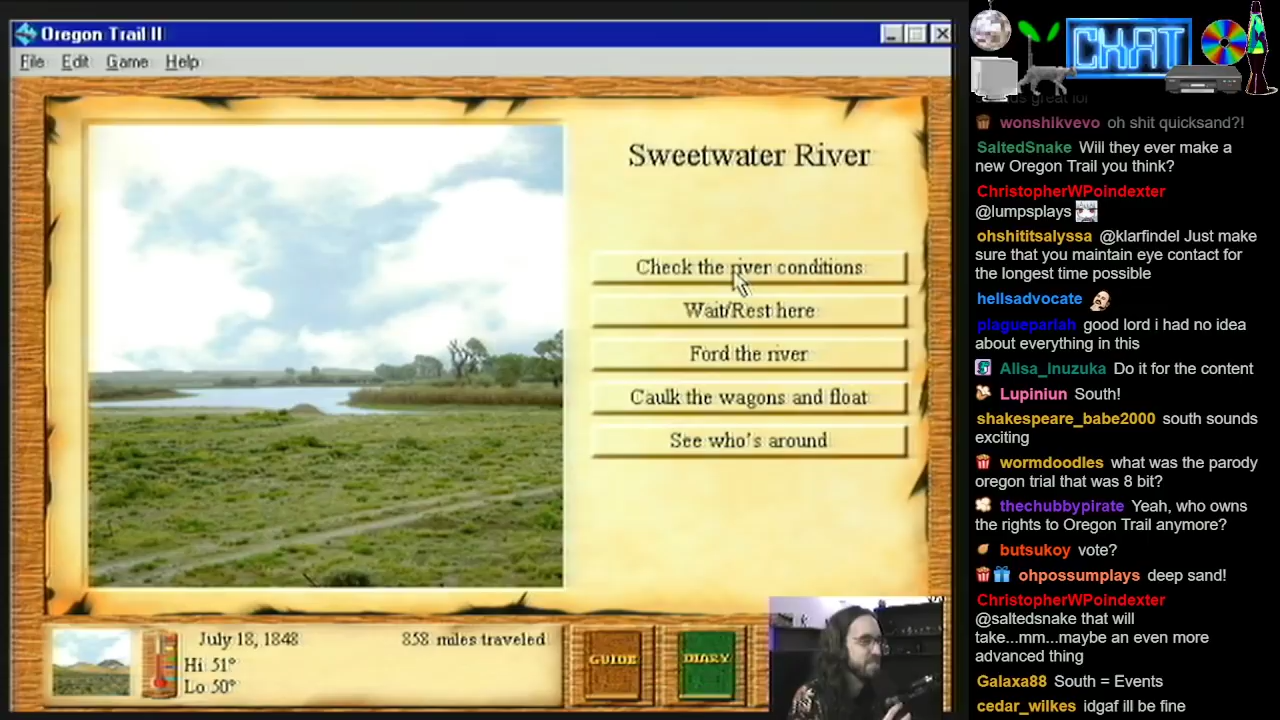 Oregon Trail II
File Edit Game Help
Sweetwater River
Check the river conditions
Wait/Rest here
Ford the river
Caulk the wagons and float
See who's around
July 18, 1848 858 miles traveled
Hi 51°
Lo 50°
GUIDE
DIARY
CHAT
wonshikvevo oh shit quicksand?!
SaltedSnake Will they ever make a
new Oregon Trail you think?
ChristopherWPoindexter
@lumpsplays
ohshititsalyssa @klarfindel Just make
sure that you maintain eye contact for
the longest time possible
hellsadvocate
plaguepariah good lord i had no idea
about everything in this
Alisa_Inuzuka Do it for the content
Lupiniun South!
shakespeare_babe2000 south sounds
exciting
wormdoodles what was the parody
oregon trial that was 8 bit?
thechubbypirate Yeah, who owns
the rights to Oregon Trail anymore?
butsukoy vote?
ohpossumplays deep sand!
ChristopherWPoindexter
@saltedsnake that will
take...mm...maybe an even more
advanced thing
Galaxa88 South = Events
cedar_wilkes idgaf ill be fine